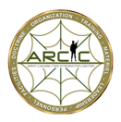 DOCTRINE ORGANIZATION TRAINING MATERIEL LEADERSHIP PERSONNEL FACILITIES
ARCIC